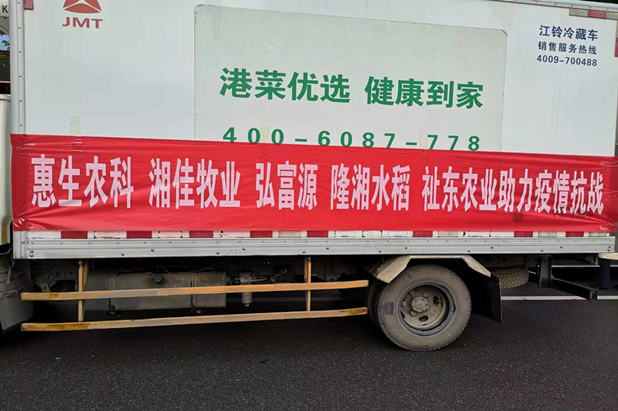 JMT
江铃冷藏车
销售服务热线
4009-700488
港菜优选 健康到家
400-6087-778
惠生农科 湘佳牧业 弘富源 隆湘水稻 祉东农业助力疫情抗战